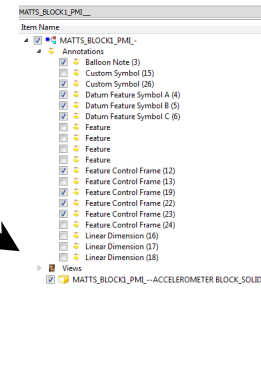 MATTS_BLOCK1_PMI__
Item Name
MATTS_BLOCK1_PMI_-
Annotations
Balloon Note (3)
Custom Symbol (15)
Custom Symbol (26)
Datum Feature Symbol A (4)
Datum Feature Symbol B (5)
Datum Feature Symbol C (6)
Feature
Feature
Feature
Feature
Feature Control Frame (12)
Feature Control Frame (13)
Feature Control Frame (19)
Feature Control Frame (22)
Feature Control Frame (23)
Feature Control Frame (24)
Linear Dimension (16)
Linear Dimension (17)
Linear Dimension (18)
Views
MATTS_BLOCK1_PMI_--ACCELEROMETER BLOCK_SOLID